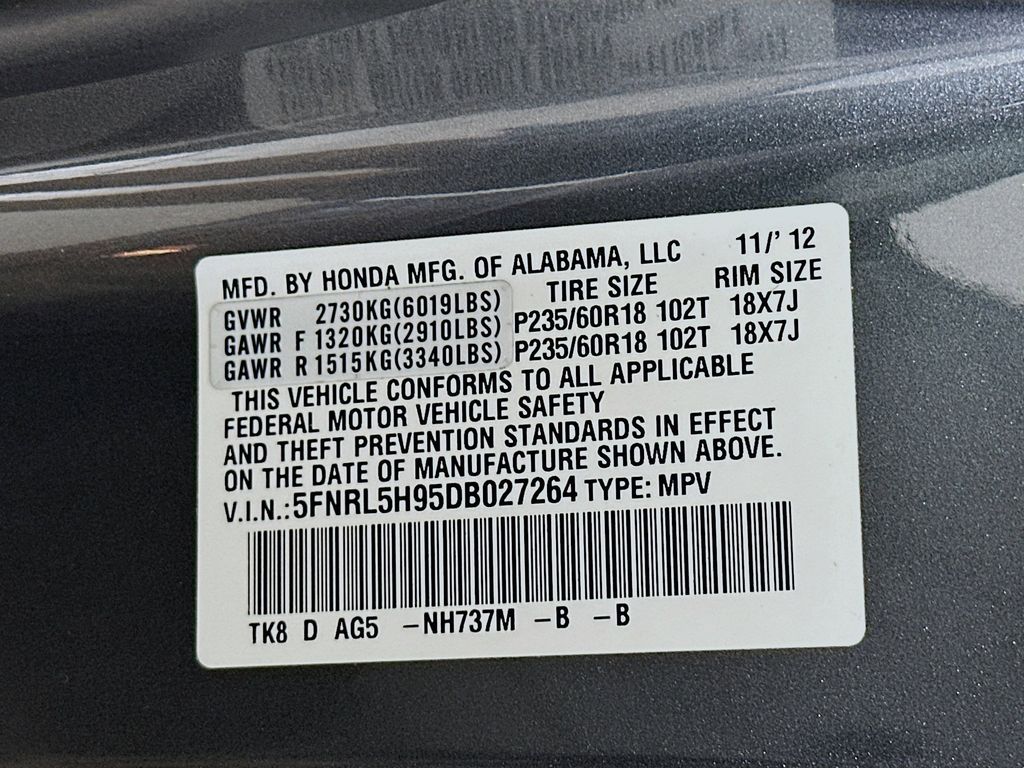 MFD. BY HONDA MFG. OF ALABAMA, LLC 11/' 12
TIRE SIZE RIM SIZE
GVWR 2730KG(6019LBS)
GAWR F 1320KG(2910LBS) P235/60R18 102T 18X7J
GAWR R 1515KG(3340LBS) P235/60R18 102T 18X7J
THIS VEHICLE CONFORMS TO ALL APPLICABLE
FEDERAL MOTOR VEHICLE SAFETY
AND THEFT PREVENTION STANDARDS IN EFFECT
ON THE DATE OF MANUFACTURE SHOWN ABOVE.
V.I.N.:5FNRL5H95DB027264 TYPE: MPV
TK8 D AG5 –NH737M –B –B